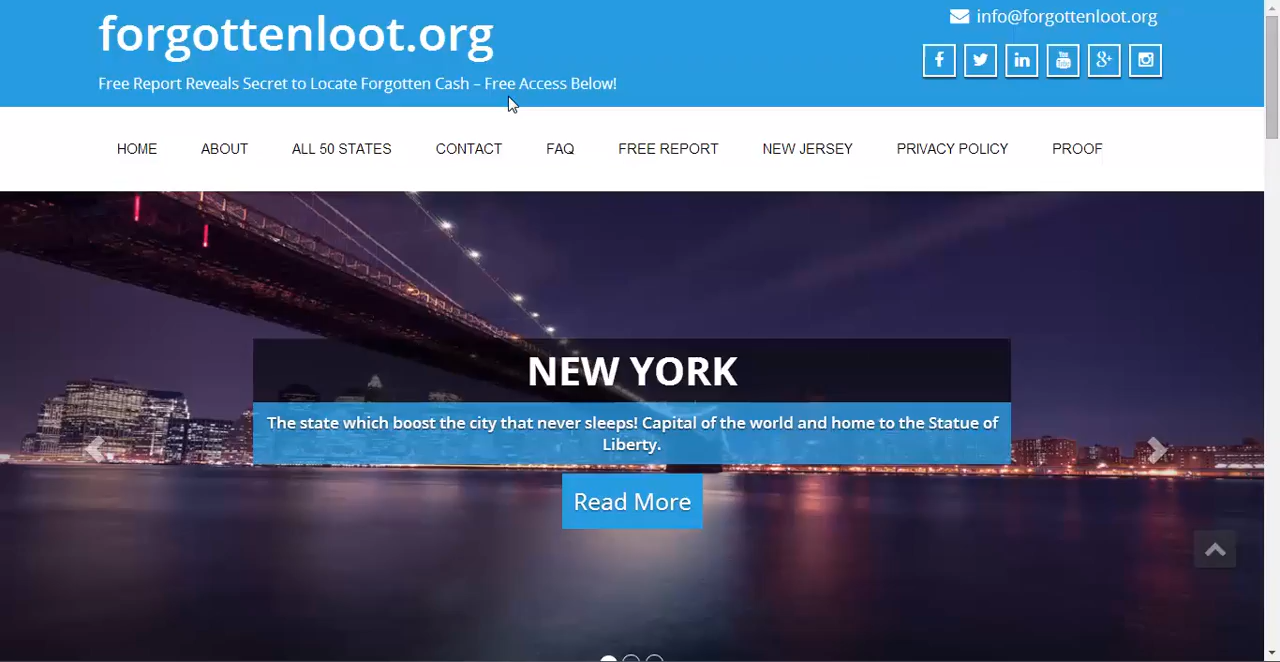 forgottenloot.org
info@forgottenloot.org
Free Report Reveals Secret to Locate Forgotten Cash – Free Access Below!
HOME ABOUT ALL 50 STATES CONTACT FAQ FREE REPORT NEW JERSEY PRIVACY POLICY PROOF
NEW YORK
The state which boost the city that never sleeps! Capital of the world and home to the Statue of
Liberty.
Read More